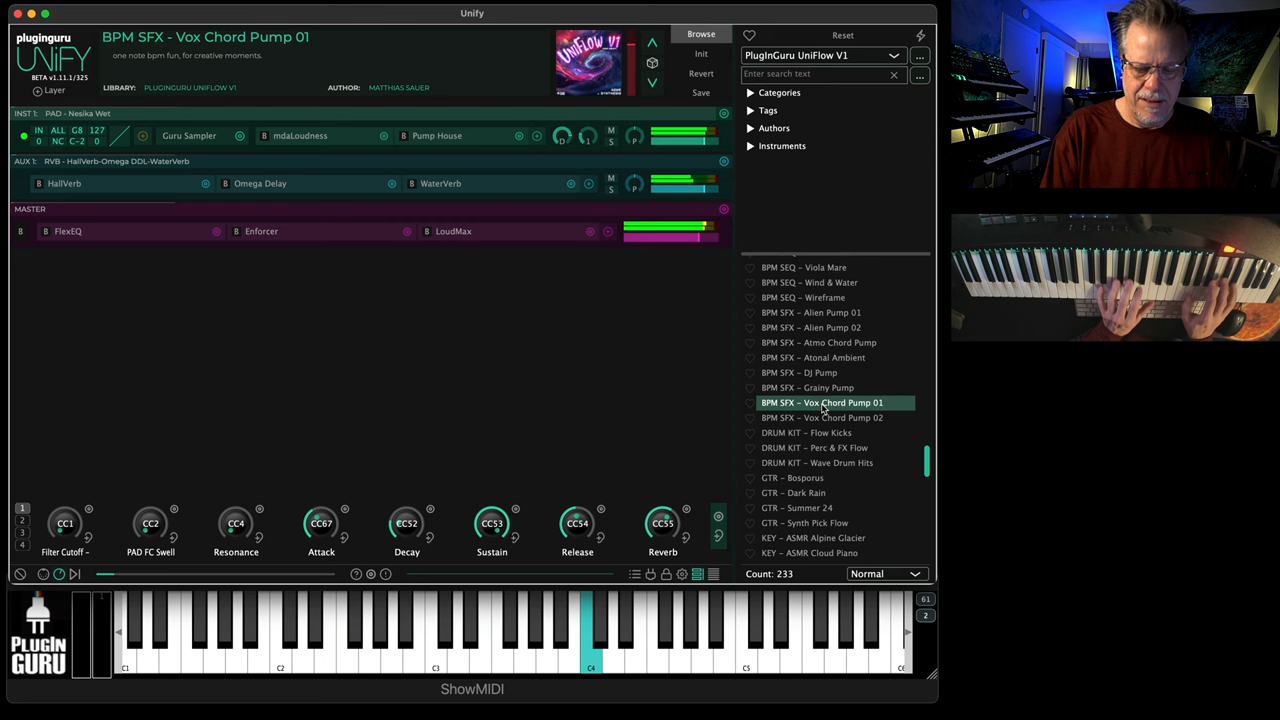 Unify
pluginguru
UNiFY
BETA v1.11.1/325
Layer
BPM SFX - Vox Chord Pump 01
one note bpm fun, for creative moments.
LIBRARY: PLUGINGURU UNIFLOW V1
AUTHOR: MATTHIAS SAUER
UNIFLOW V1
Browse
Init
Revert
Save
Reset
PlugInGuru UniFlow V1
...
Enter search text
...
Categories
Tags
Authors
Instruments
INST 1: PAD - Nesika Wet
IN ALL G8 127
0 NC C-2 0
Guru Sampler
B mdaLoudness
B Pump House
D
1
M
S
P
AUX 1: RVB - HallVerb-Omega DDL-WaterVerb
B HallVerb
B Omega Delay
B WaterVerb
M
S
P
MASTER
B
B FlexEQ
B Enforcer
B LoudMax
BPM SEQ - Viola Mare
BPM SEQ - Wind & Water
BPM SEQ - Wireframe
BPM SFX - Alien Pump 01
BPM SFX - Alien Pump 02
BPM SFX - Atmo Chord Pump
BPM SFX - Atonal Ambient
BPM SFX - DJ Pump
BPM SFX - Grainy Pump
BPM SFX - Vox Chord Pump 01
BPM SFX - Vox Chord Pump 02
DRUM KIT - Flow Kicks
DRUM KIT - Perc & FX Flow
DRUM KIT - Wave Drum Hits
GTR - Bosporus
GTR - Dark Rain
GTR - Summer 24
GTR - Synth Pick Flow
KEY - ASMR Alpine Glacier
KEY - ASMR Cloud Piano
1
2
3
4
CC1
CC2
CC4
CC67
CC52
CC53
CC54
CC55
Filter Cutoff -
PAD FC Swell
Resonance
Attack
Decay
Sustain
Release
Reverb
Count: 233
Normal
PLUGIN
GURU
1
C1
C2
C3
C4
C5
C6
61
2
ShowMIDI